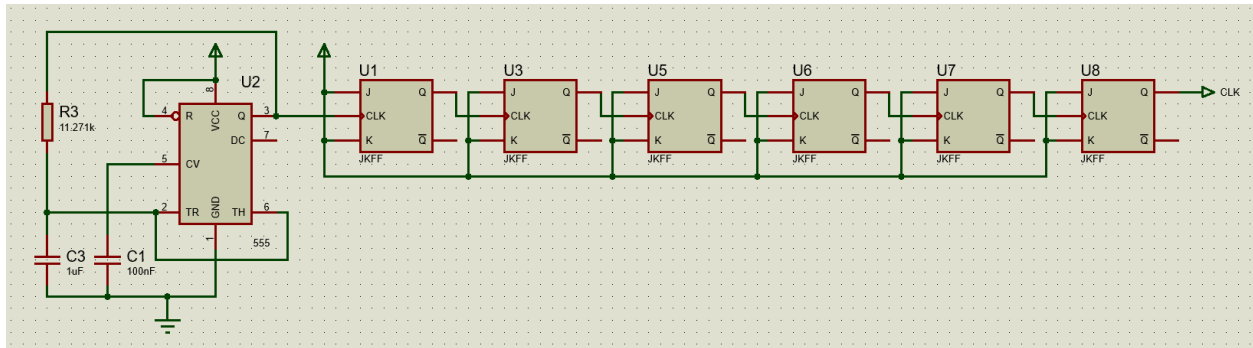 R3
11.271k
C3
1uF
C1
100nF
U2
4
R
8
VCC
Q
3
DC
7
5
CV
2
TR
GND
1
TH
6
555
U1
J
Q
CLK
K
Q
JKFF
U3
J
Q
CLK
K
Q
JKFF
U5
J
Q
CLK
K
Q
JKFF
U6
J
Q
CLK
K
Q
JKFF
U7
J
Q
CLK
K
Q
JKFF
U8
J
Q
CLK
K
Q
JKFF
CLK